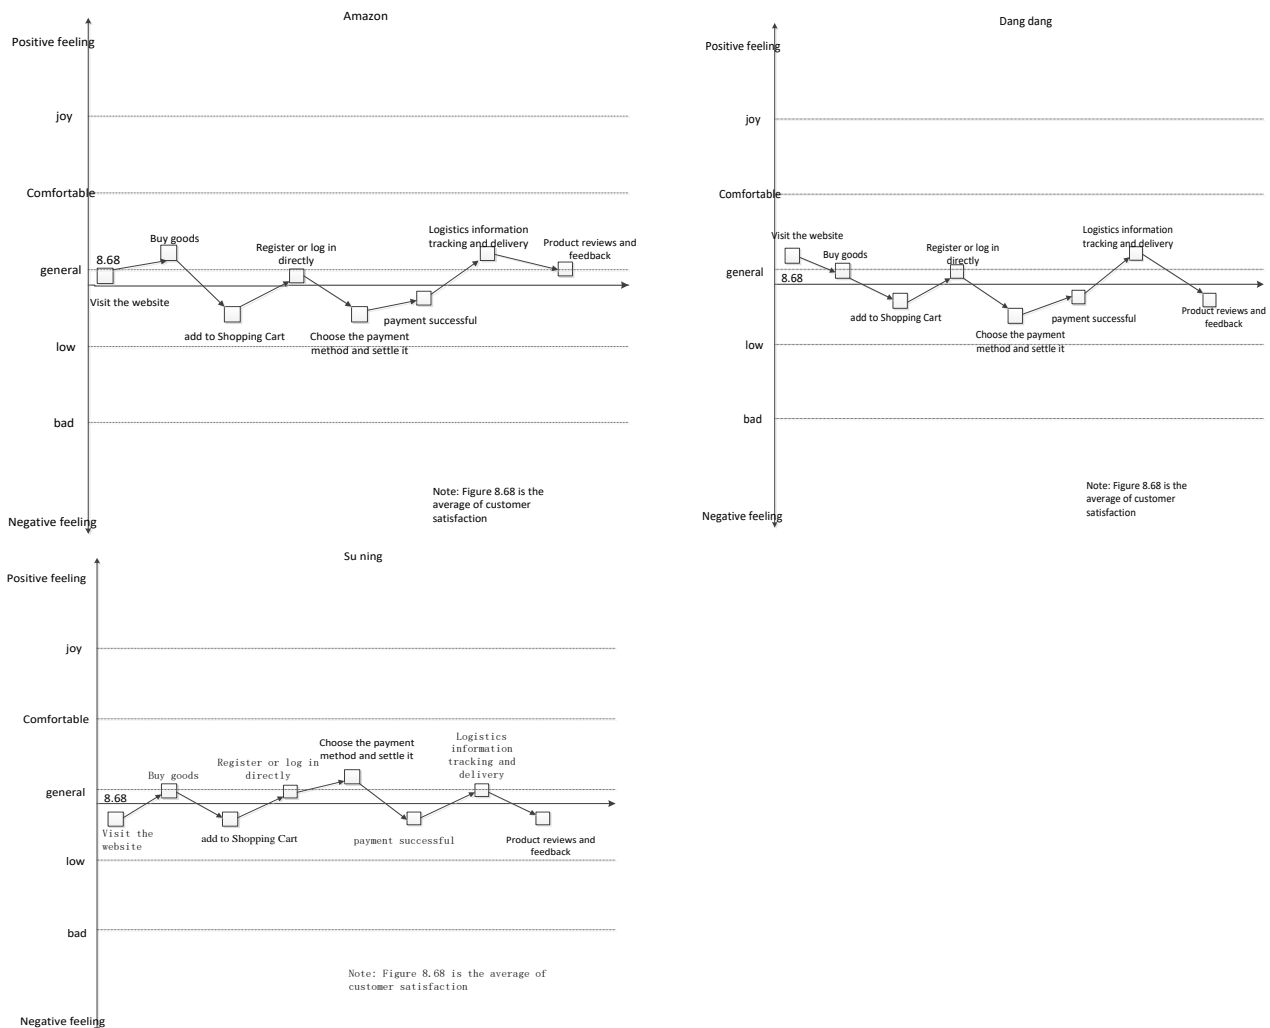 Amazon
Positive feeling
joy
Comfortable
Buy goods
8.68
Register or log in
directly
Logistics information
tracking and delivery
Product reviews and
feedback
general
Visit the website
add to Shopping Cart
Choose the payment
method and settle it
payment successful
low
bad
Note: Figure 8.68 is the
average of customer
satisfaction
Negative feeling
Dang dang
Positive feeling
joy
Comfortable
Visit the website
Buy goods
Register or log in
directly
Logistics information
tracking and delivery
general
8.68
add to Shopping Cart
Choose the payment
method and settle it
payment successful
Product reviews and
feedback
low
bad
Note: Figure 8.68 is the
average of customer
satisfaction
Negative feeling
Su ning
Positive feeling
joy
Comfortable
Buy goods
Register or log in
directly
Choose the payment
method and settle it
Logistics
information
tracking and
delivery
general
8.68
Visit the
website
add to Shopping Cart
payment successful
Product reviews and
feedback
low
bad
Note: Figure 8.68 is the average of
customer satisfaction
Negative feeling